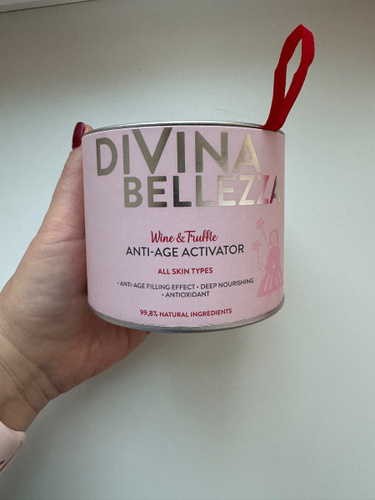 DIVINA
BELLEZZA
Wine & Truffle
ANTI-AGE ACTIVATOR
ALL SKIN TYPES
• ANTI-AGE FILLING EFFECT • DEEP NOURISHING
• ANTIOXIDANT
99,8% NATURAL INGREDIENTS